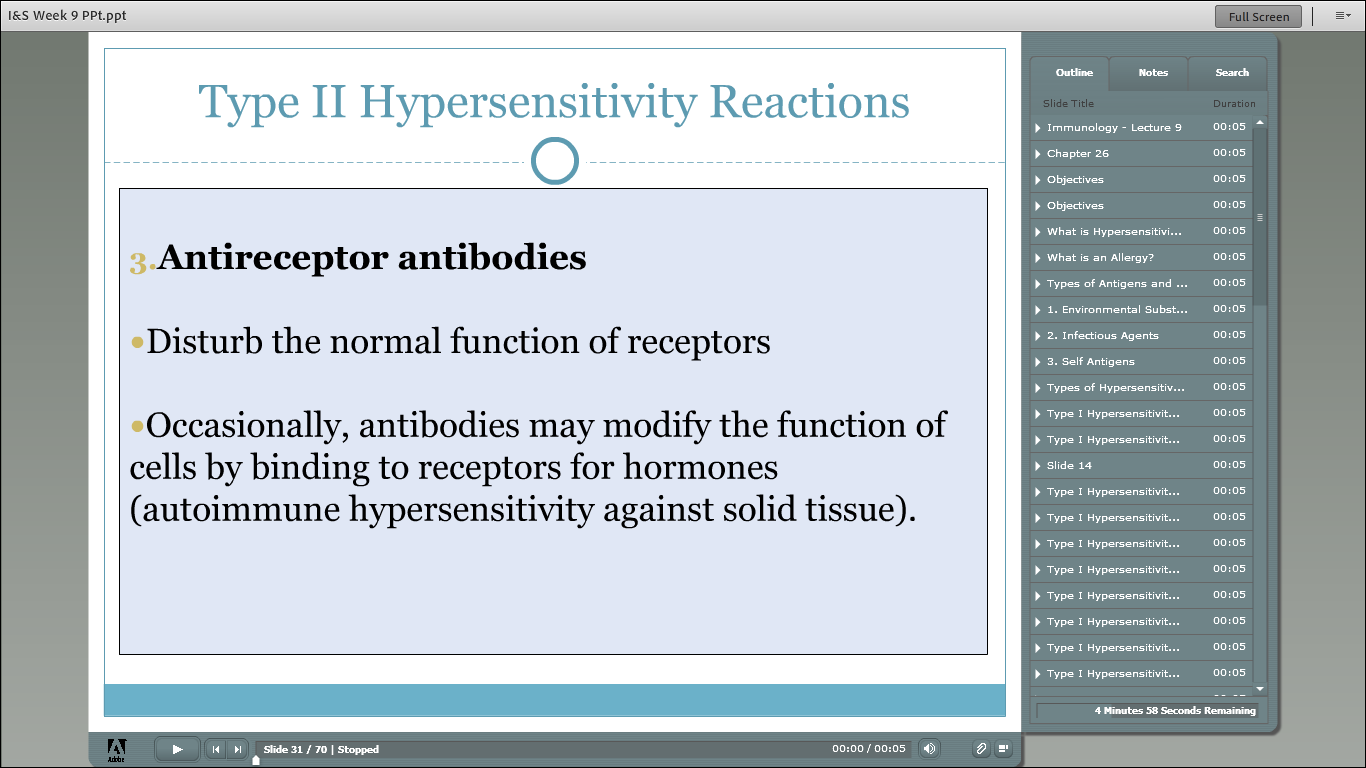 I&S Week 9 PPt.ppt
Full Screen
Type II Hypersensitivity Reactions
3.Antireceptor antibodies
•Disturb the normal function of receptors
•Occasionally, antibodies may modify the function of
cells by binding to receptors for hormones
(autoimmune hypersensitivity against solid tissue).
Outline Notes Search
Slide Title Duration
Immunology - Lecture 9 00:05
Chapter 26 00:05
Objectives 00:05
Objectives 00:05
What is Hypersensitivi... 00:05
What is an Allergy? 00:05
Types of Antigens and ... 00:05
1. Environmental Subst... 00:05
2. Infectious Agents 00:05
3. Self Antigens 00:05
Types of Hypersensitiv... 00:05
Type I Hypersensitivit... 00:05
Type I Hypersensitivit... 00:05
Slide 14 00:05
Type I Hypersensitivit... 00:05
Type I Hypersensitivit... 00:05
Type I Hypersensitivit... 00:05
Type I Hypersensitivit... 00:05
Type I Hypersensitivit... 00:05
Type I Hypersensitivit... 00:05
Type I Hypersensitivit... 00:05
Type I Hypersensitivit... 00:05
4 Minutes 58 Seconds Remaining
Adobe
Slide 31 / 70 | Stopped
00:00 / 00:05